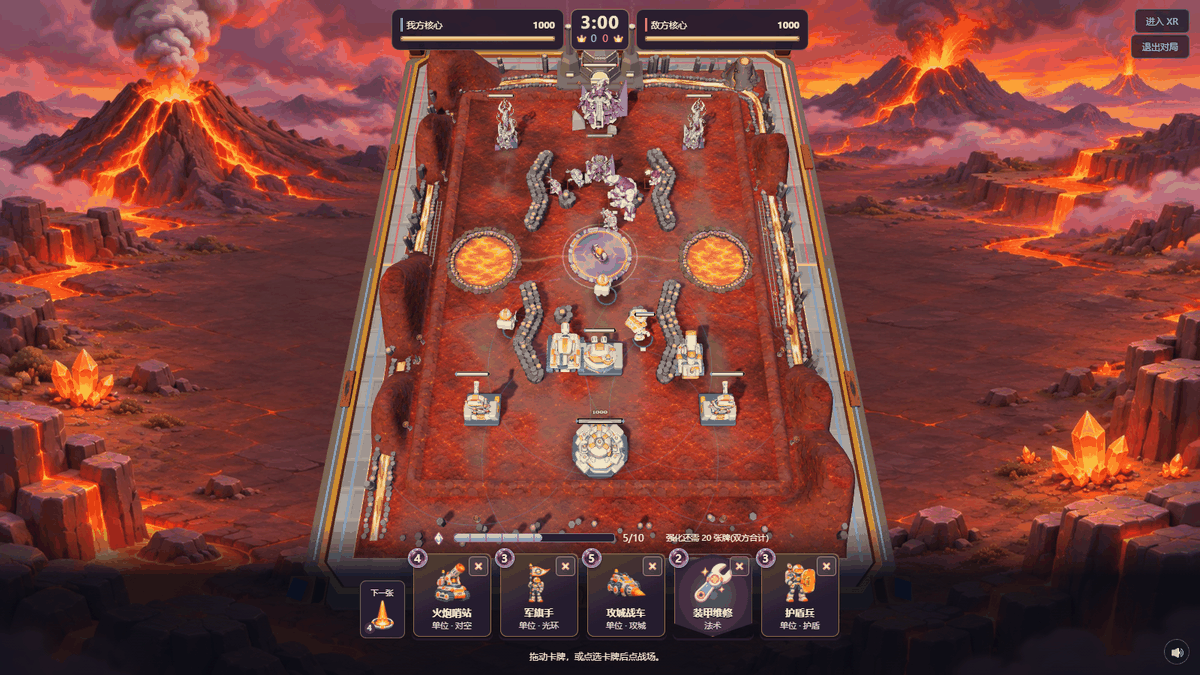 我方核心 1000
3:00
0 0
敌方核心 1000
进入 XR
退出对局
1000
5/10
强化还需 20 张牌(双方合计)
下一张
4
4
火炮哨站
单位 · 对空
3
军旗手
单位 · 光环
5
攻城战车
单位 · 攻城
2
装甲维修
法术
3
护盾兵
单位 · 护盾
拖动卡牌，或点选卡牌后点战场。